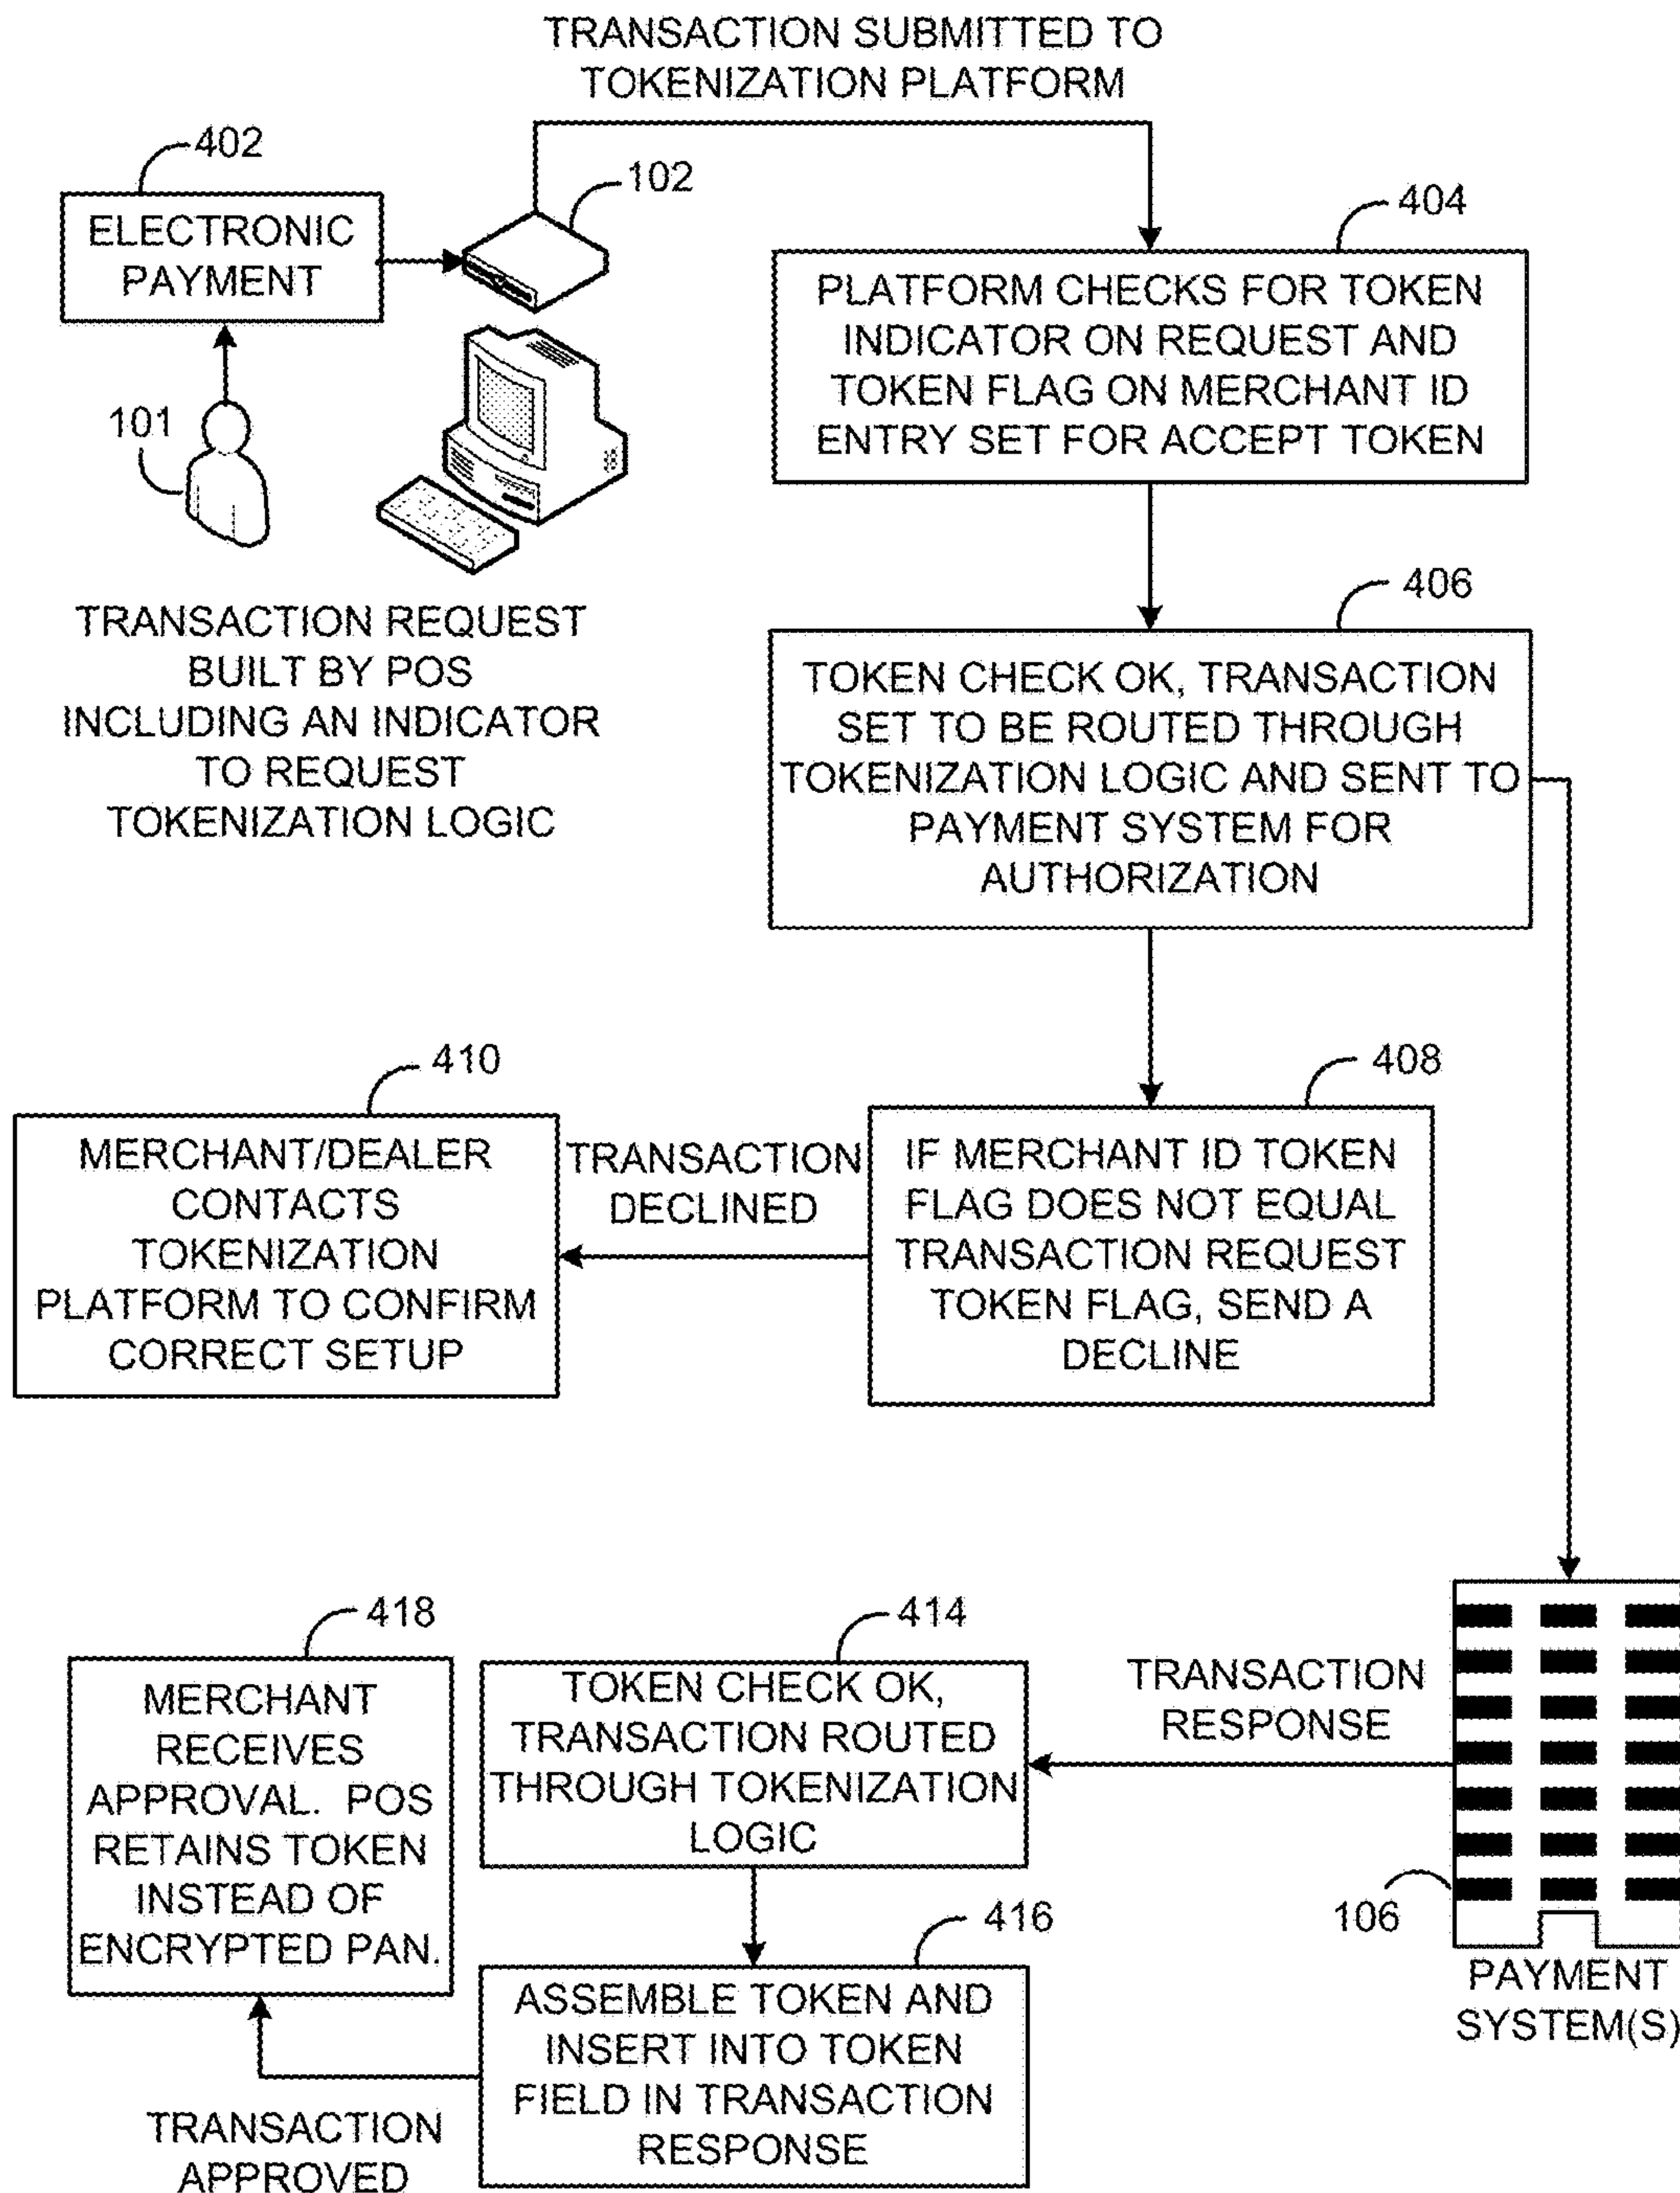 TRANSACTION SUBMITTED TO
TOKENIZATION PLATFORM
402
ELECTRONIC
PAYMENT
102
101
TRANSACTION REQUEST
BUILT BY POS
INCLUDING AN INDICATOR
TO REQUEST
TOKENIZATION LOGIC
404
PLATFORM CHECKS FOR TOKEN
INDICATOR ON REQUEST AND
TOKEN FLAG ON MERCHANT ID
ENTRY SET FOR ACCEPT TOKEN
406
TOKEN CHECK OK, TRANSACTION
SET TO BE ROUTED THROUGH
TOKENIZATION LOGIC AND SENT TO
PAYMENT SYSTEM FOR
AUTHORIZATION
408
IF MERCHANT ID TOKEN
FLAG DOES NOT EQUAL
TRANSACTION REQUEST
TOKEN FLAG, SEND A
DECLINE
TRANSACTION
DECLINED
410
MERCHANT/DEALER
CONTACTS
TOKENIZATION
PLATFORM TO CONFIRM
CORRECT SETUP
106
PAYMENT
SYSTEM(S)
TRANSACTION
RESPONSE
414
TOKEN CHECK OK,
TRANSACTION ROUTED
THROUGH TOKENIZATION
LOGIC
416
ASSEMBLE TOKEN AND
INSERT INTO TOKEN
FIELD IN TRANSACTION
RESPONSE
TRANSACTION
APPROVED
418
MERCHANT
RECEIVES
APPROVAL. POS
RETAINS TOKEN
INSTEAD OF
ENCRYPTED PAN.